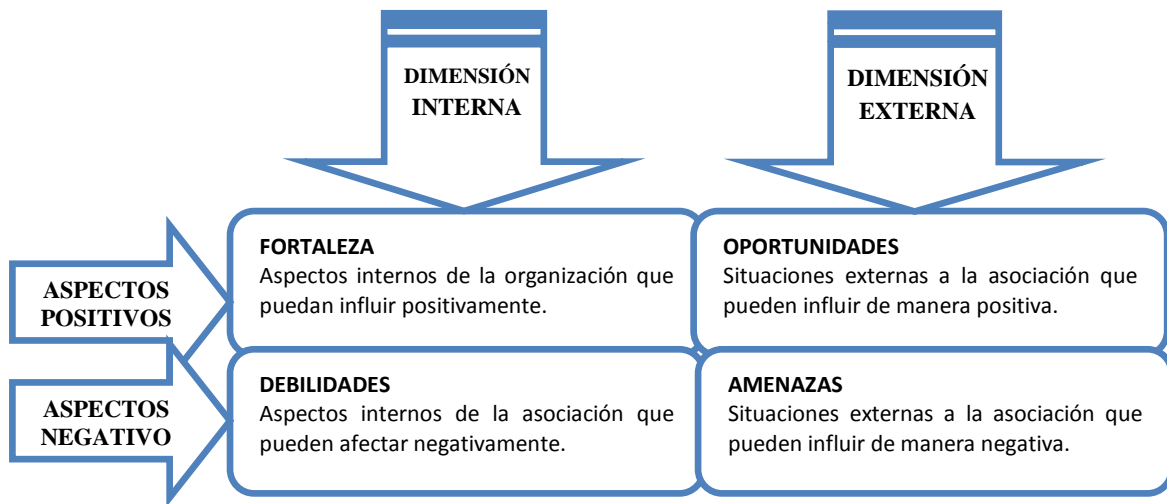 DIMENSIÓN
INTERNA
DIMENSIÓN
EXTERNA
ASPECTOS
POSITIVOS
FORTALEZA
Aspectos internos de la organización que
puedan influir positivamente.
OPORTUNIDADES
Situaciones externas a la asociación que
pueden influir de manera positiva.
ASPECTOS
NEGATIVO
DEBILIDADES
Aspectos internos de la asociación que
pueden afectar negativamente.
AMENAZAS
Situaciones externas a la asociación que
pueden influir de manera negativa.